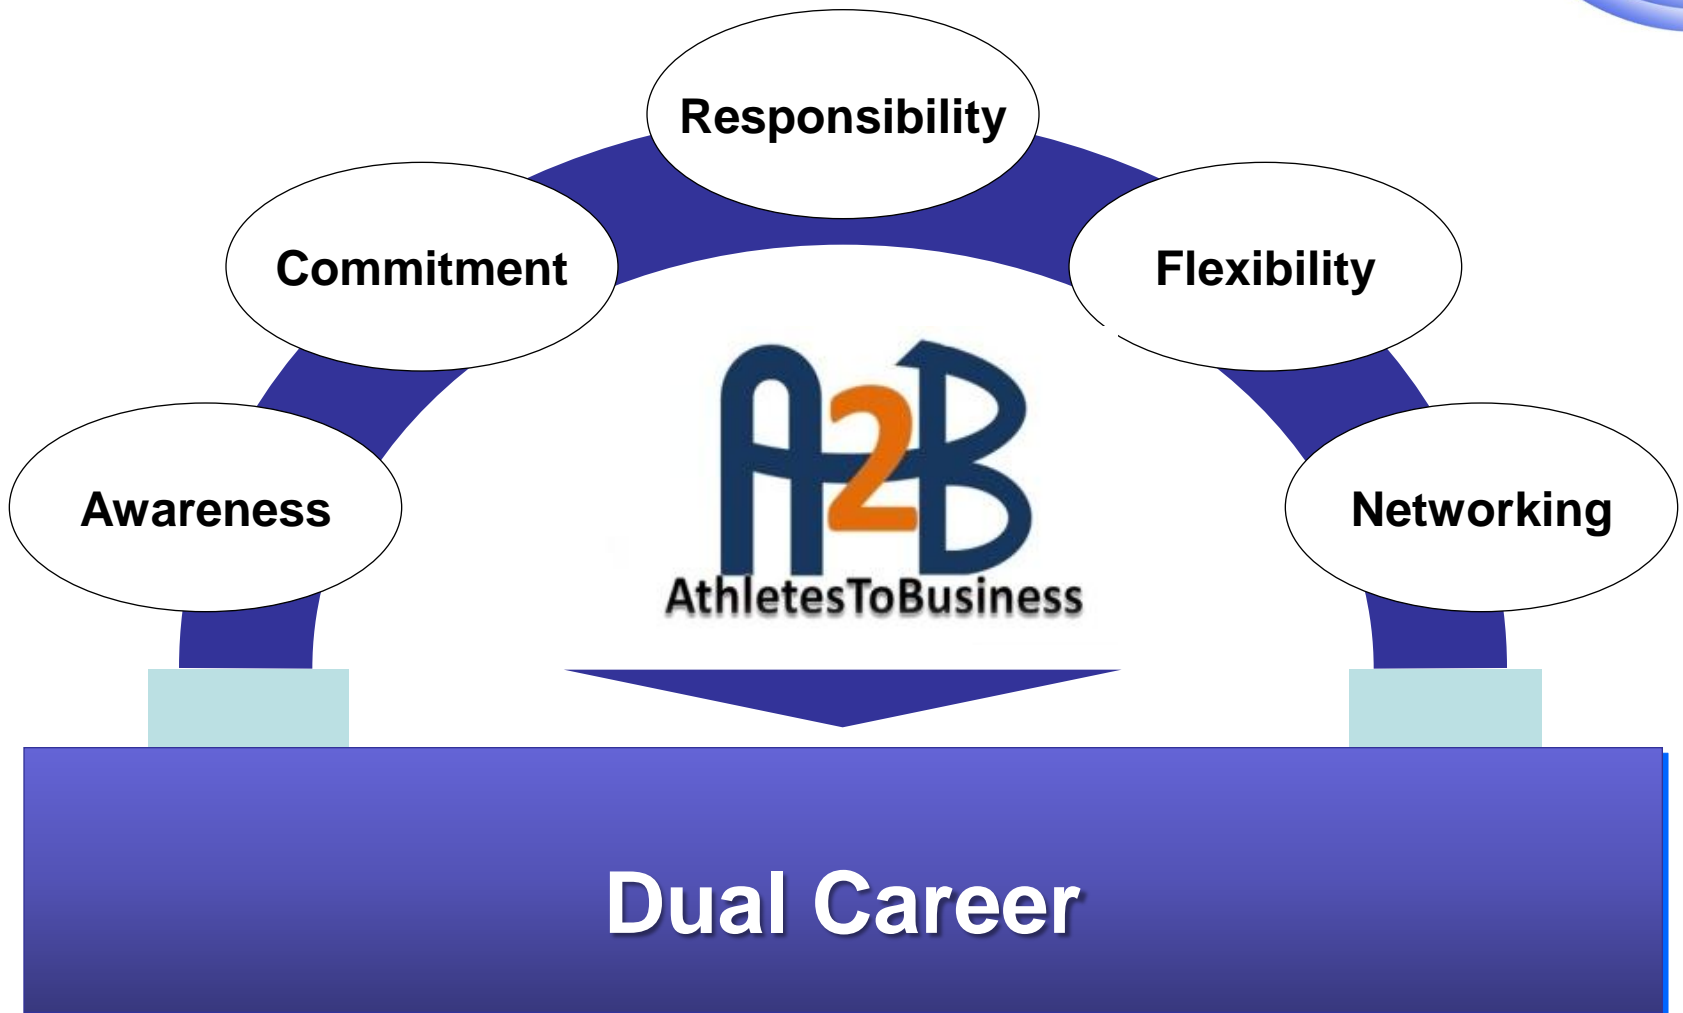 Responsibility
Commitment
Flexibility
Awareness
Networking
A2B
AthletesToBusiness
Dual Career